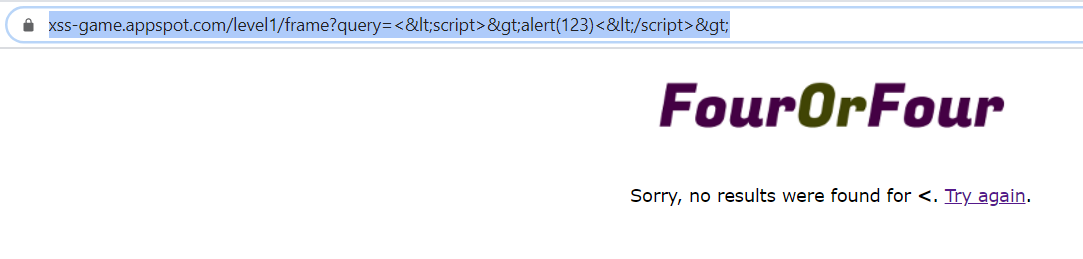 xss-game.appspot.com/level1/frame?query=<&lt;script>&gt;alert(123)<&lt;/script>&gt;
FourOrFour
Sorry, no results were found for <. Try again.